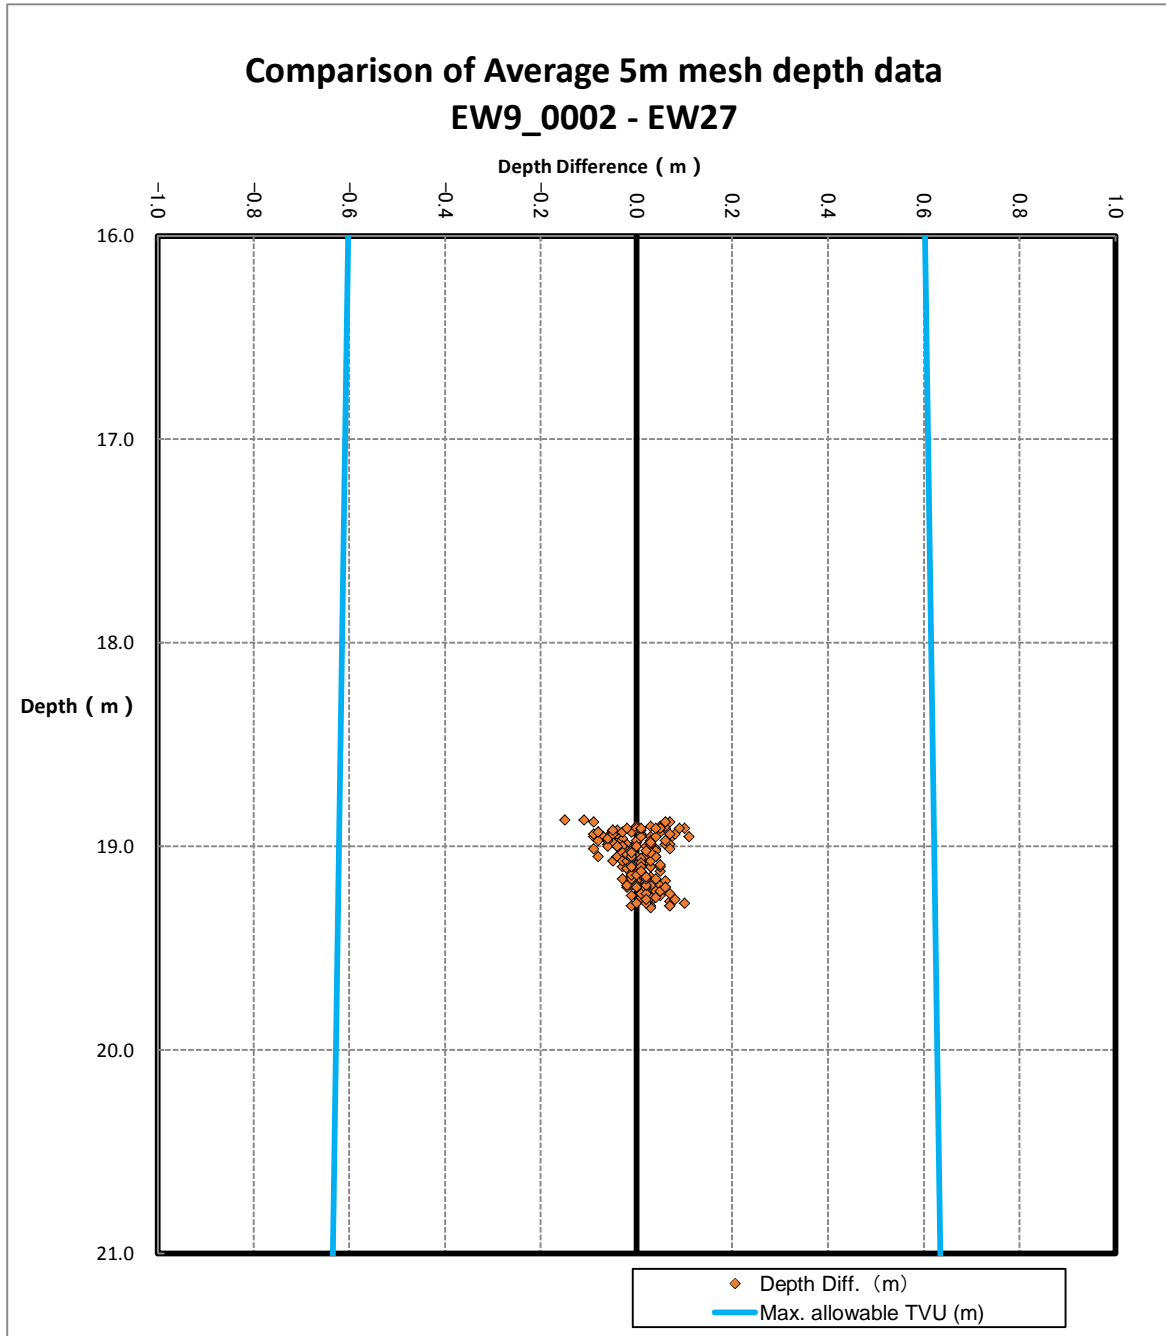 Comparison of Average 5m mesh depth data
EW9_0002 - EW27
Depth Difference ( m )
-1.0 -0.8 -0.6 -0.4 -0.2 0.0 0.2 0.4 0.6 0.8 1.0
16.0
17.0
18.0
Depth ( m )
19.0
20.0
21.0
Depth Diff. （m）
Max. allowable TVU (m)